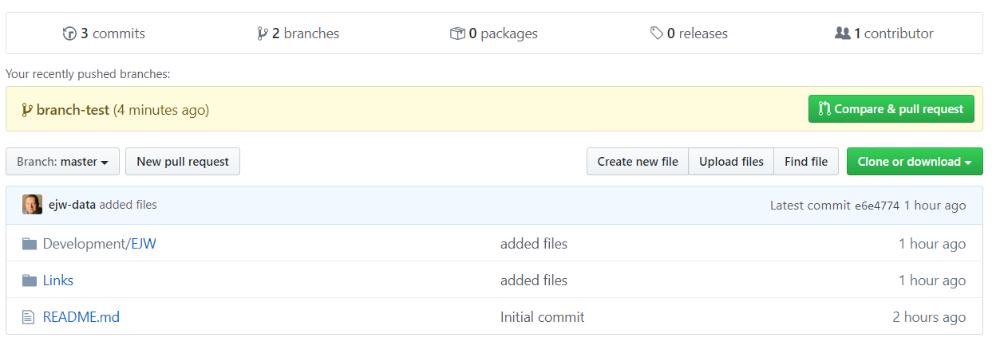 3 commits 2 branches 0 packages 0 releases 1 contributor
Your recently pushed branches:
branch-test (4 minutes ago) Compare & pull request
Branch: master New pull request Create new file Upload files Find file Clone or download
ejw-data added files Latest commit e6e4774 1 hour ago
Development/EJW added files 1 hour ago
Links added files 1 hour ago
README.md Initial commit 2 hours ago